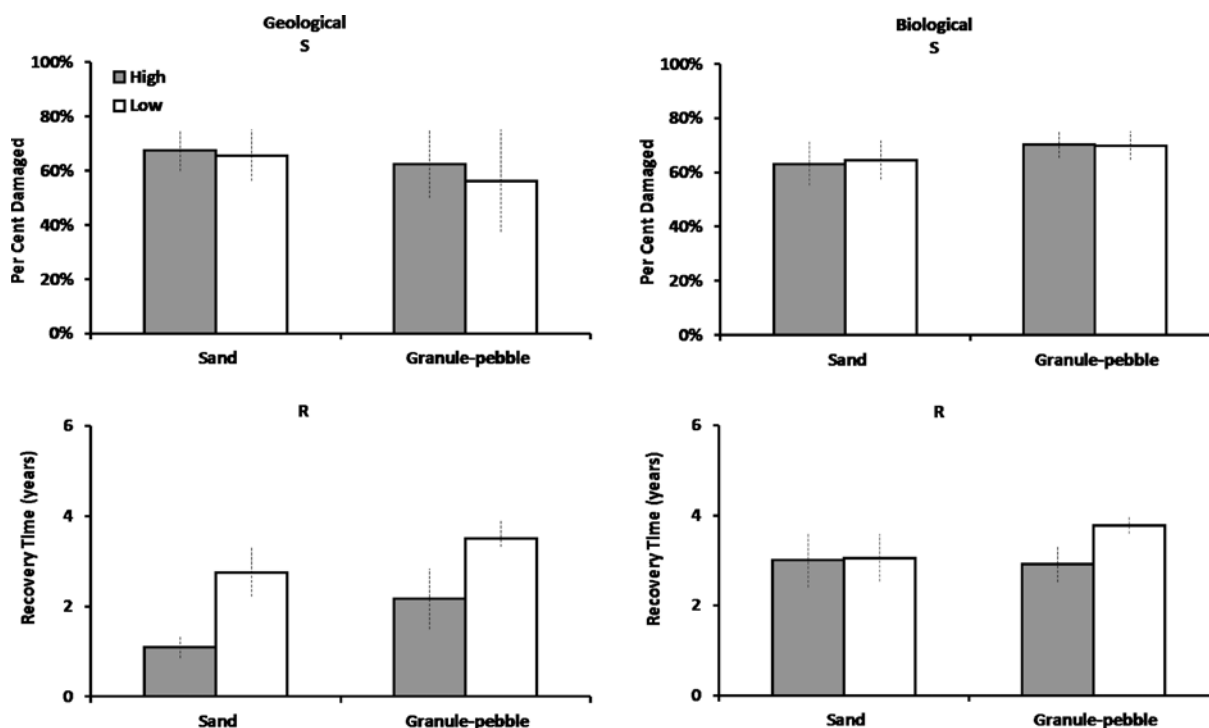 Geological
S
100%
80%
60%
40%
20%
0%
Per Cent Damaged
High
Low
Sand
Granule-pebble
Biological
S
100%
80%
60%
40%
20%
0%
Per Cent Damaged
Sand
Granule-pebble
R
6
4
2
0
Recovery Time (years)
Sand
Granule-pebble
R
6
4
2
0
Recovery Time (years)
Sand
Granule-pebble